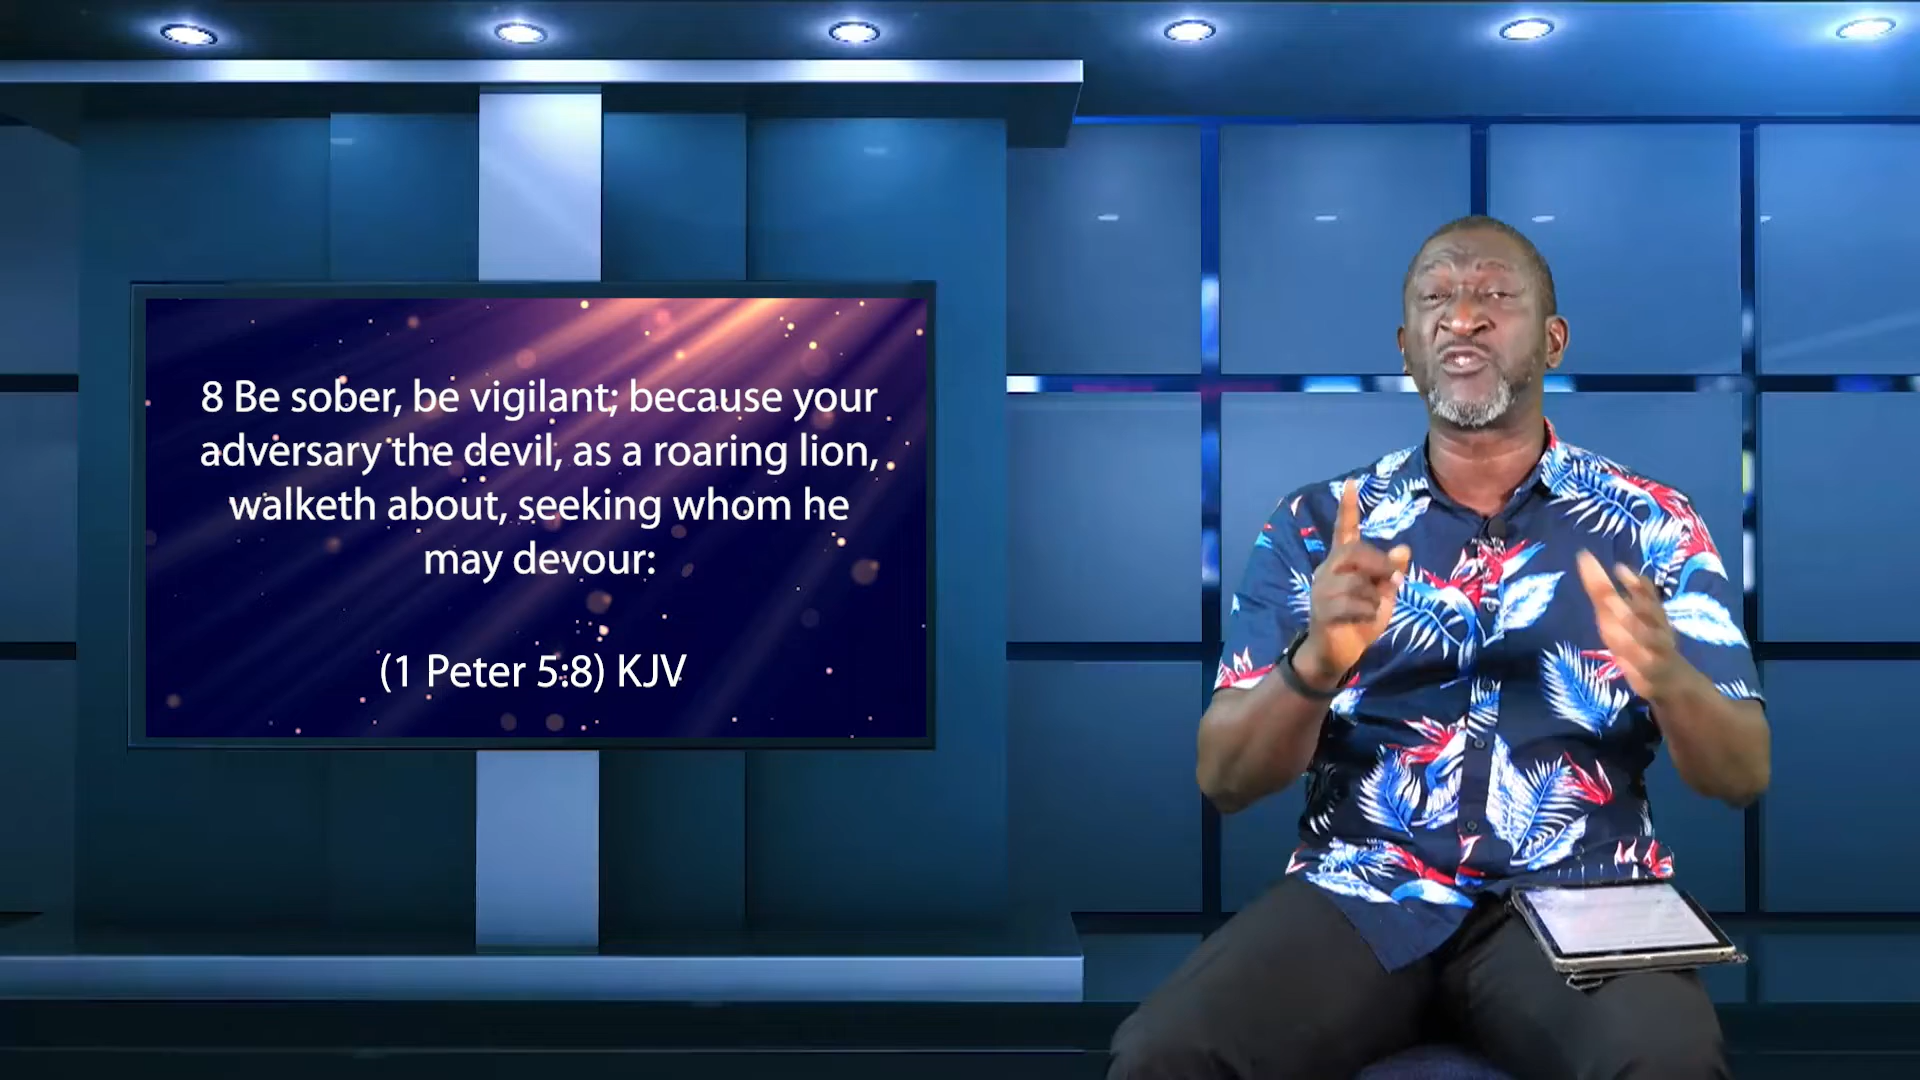 8 Be sober, be vigilant; because your
adversary the devil, as a roaring lion,
walketh about, seeking whom he
may devour:
(1 Peter 5:8) KJV